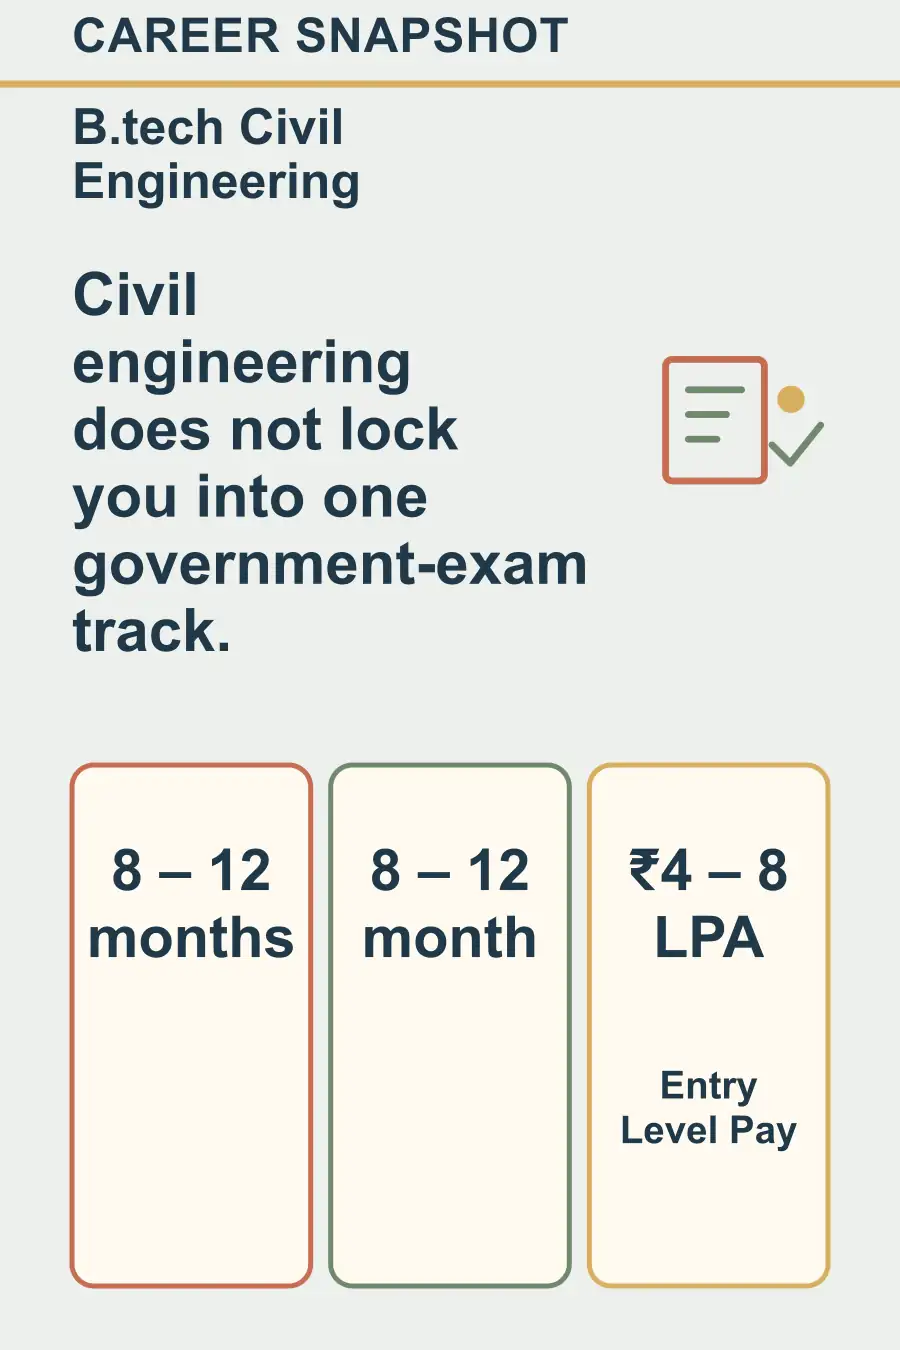 CAREER SNAPSHOT
B.tech Civil
Engineering
Civil
engineering
does not lock
you into one
government-exam
track.
8 – 12
months
8 – 12
month
₹4 – 8
LPA
Entry
Level Pay